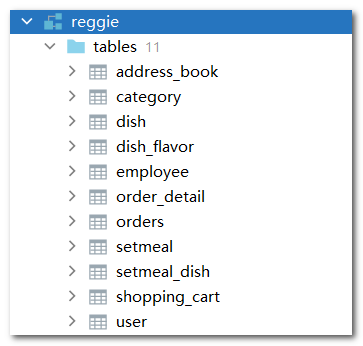 reggie
tables 11
address_book
category
dish
dish_flavor
employee
order_detail
orders
setmeal
setmeal_dish
shopping_cart
user